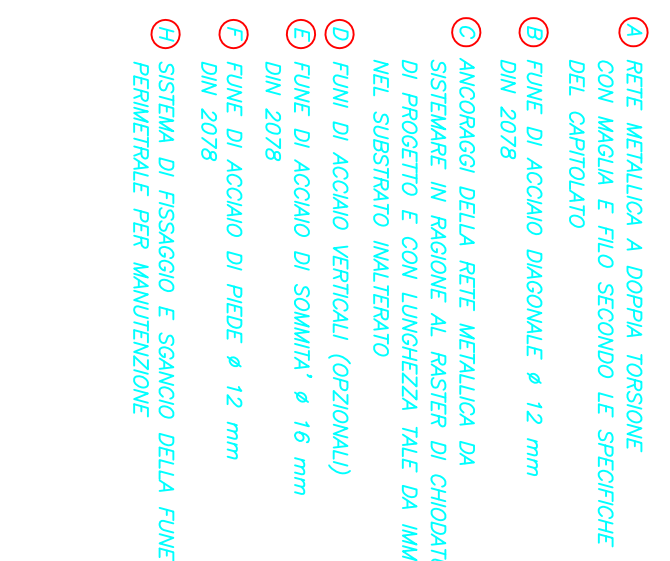 A RETE METALLICA A DOPPIA TORSIONE
CON MAGLIA E FILO SECONDO LE SPECIFICHE
DEL CAPITOLATO
B FUNE DI ACCIAIO DIAGONALE ø 12 mm
DIN 2078
C ANCORAGGI DELLA RETE METALLICA DA
SISTEMARE IN RAGIONE AL RASTER DI
DI PROGETTO E CON LUNGHEZZA TALE DA
NEL SUBSTRATO INALTERATO
D FUNI DI ACCIAIO VERTICALI (OPZIONALI)
E FUNE DI ACCIAIO DI SOMMITA' ø 16 mm
DIN 2078
F FUNE DI ACCIAIO DI PIEDE ø 12 mm
DIN 2078
H SISTEMA DI FISSAGGIO E SGANCIO DELLA FUNE
PERIMETRALE PER MANUTENZIONE